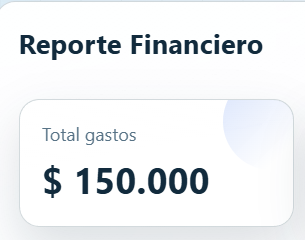 Reporte Financiero
Total gastos
$ 150.000